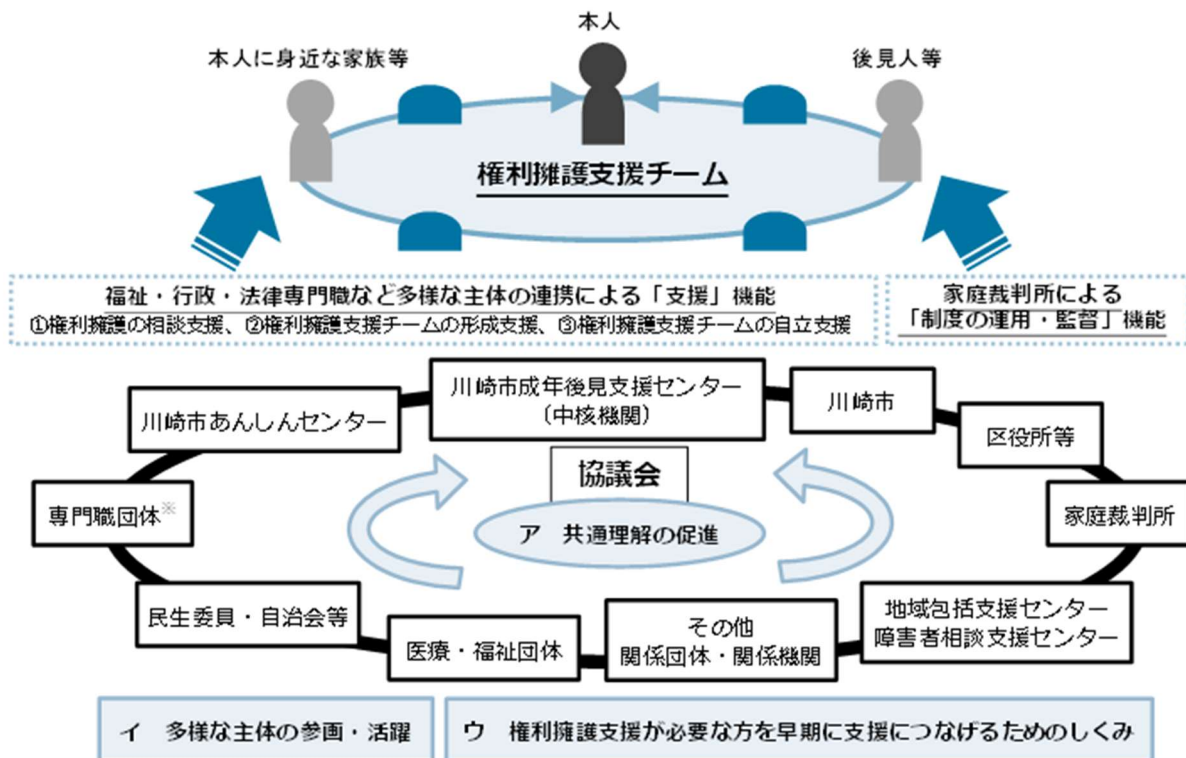 本人
本人に身近な家族等
後見人等
権利擁護支援チーム
福祉・行政・法律専門職など多様な主体の連携による「支援」機能
①権利擁護の相談支援、②権利擁護支援チームの形成支援、③権利擁護支援チームの自立支援
家庭裁判所による
「制度の運用・監督」機能
川崎市成年後見支援センター
（中核機関）
川崎市
川崎市あんしんセンター
区役所等
協議会
専門職団体※
家庭裁判所
ア 共通理解の促進
民生委員・自治会等
地域包括支援センター
障害者相談支援センター
医療・福祉団体
その他
関係団体・関係機関
イ 多様な主体の参画・活躍
ウ 権利擁護支援が必要な方を早期に支援につなげるためのしくみ